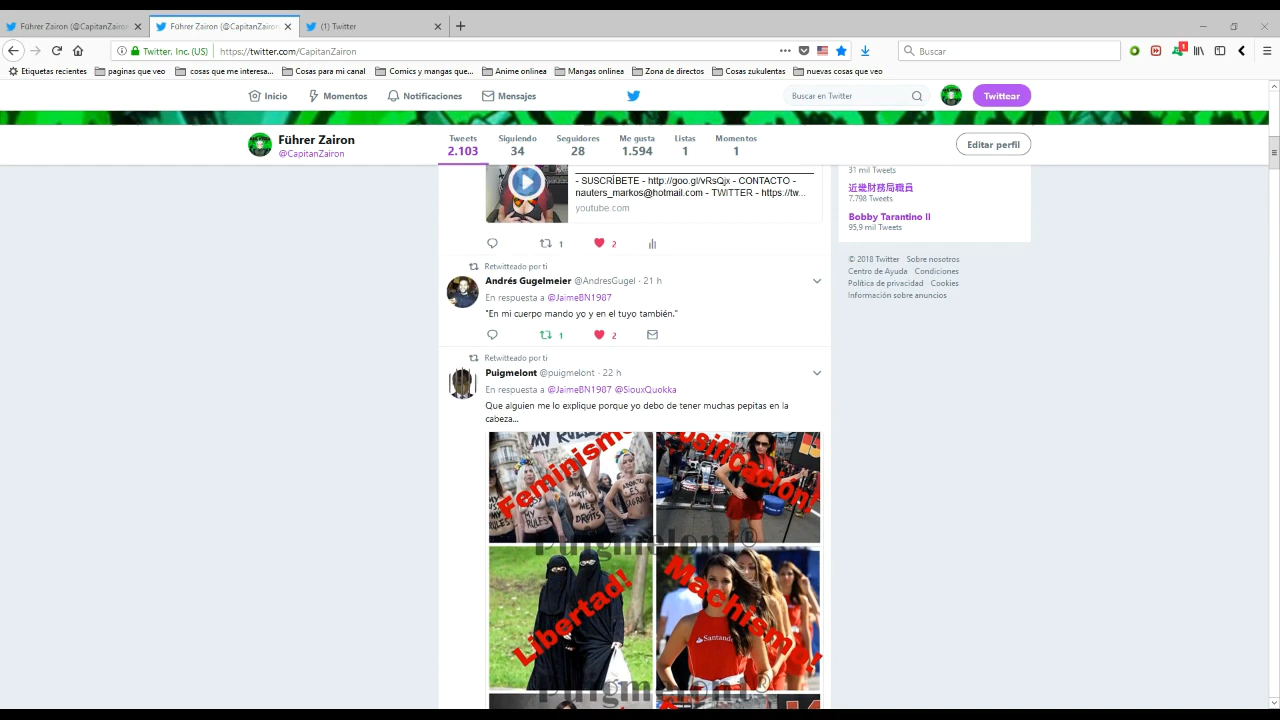 Führer Zairon (@CapitanZairon
Führer Zairon (@CapitanZairon
(1) Twitter
Twitter, Inc. (US)
https://twitter.com/CapitanZairon
Buscar
1
Etiquetas recientes
paginas que veo
cosas que me interesa...
Cosas para mi canal
Comics y mangas que...
Anime onlinea
Mangas onlinea
Zona de directos
Cosas zukulentas
nuevas cosas que veo
Inicio
Momentos
Notificaciones
Mensajes
Buscar en Twitter
Twittear
Führer Zairon
@CapitanZairon
Tweets
2.103
Siguiendo
34
Seguidores
28
Me gusta
1.594
Listas
1
Momentos
1
Editar perfil
- SUSCRÍBETE - http://goo.gl/vRsQjx - CONTACTO -
nauters_markos@hotmail.com - TWITTER - https://tw...
youtube.com
1
2
Retwitteado por ti
Andrés Gugelmeier @AndresGugel · 21 h
En respuesta a @JaimeBN1987
"En mi cuerpo mando yo y en el tuyo también."
1
2
Retwitteado por ti
Puigmelont @puigmelont · 22 h
En respuesta a @JaimeBN1987 @SiouxQuokka
Que alguien me lo explique porque yo debo de tener muchas pepitas en la
cabeza...
MY RULES
Feminismo
MY
RULES
MES
DROITS
Puigmelont®
Libertad!
Machismo!
Santander
Puigmelont®
31 mil Tweets
近畿財務局職員
7.798 Tweets
Bobby Tarantino II
95,9 mil Tweets
© 2018 Twitter
Sobre nosotros
Centro de Ayuda
Condiciones
Política de privacidad
Cookies
Información sobre anuncios